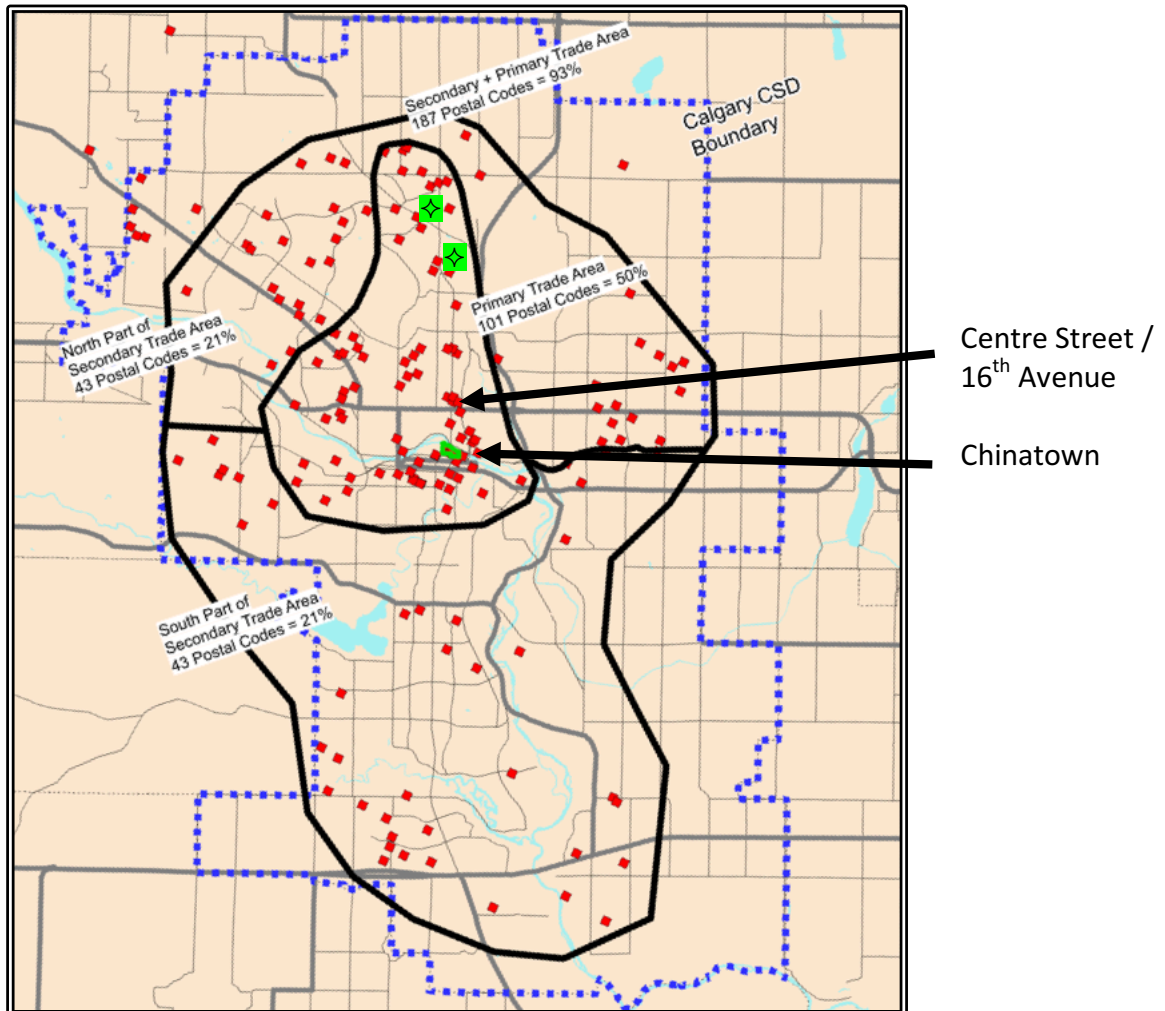 Secondary + Primary Trade Area
187 Postal Codes = 93%
Calgary CSD
Boundary
Primary Trade Area
101 Postal Codes = 50%
North Part of
Secondary Trade Area
43 Postal Codes = 21%
Centre Street /
16th Avenue
Chinatown
South Part of
Secondary Trade Area
43 Postal Codes = 21%